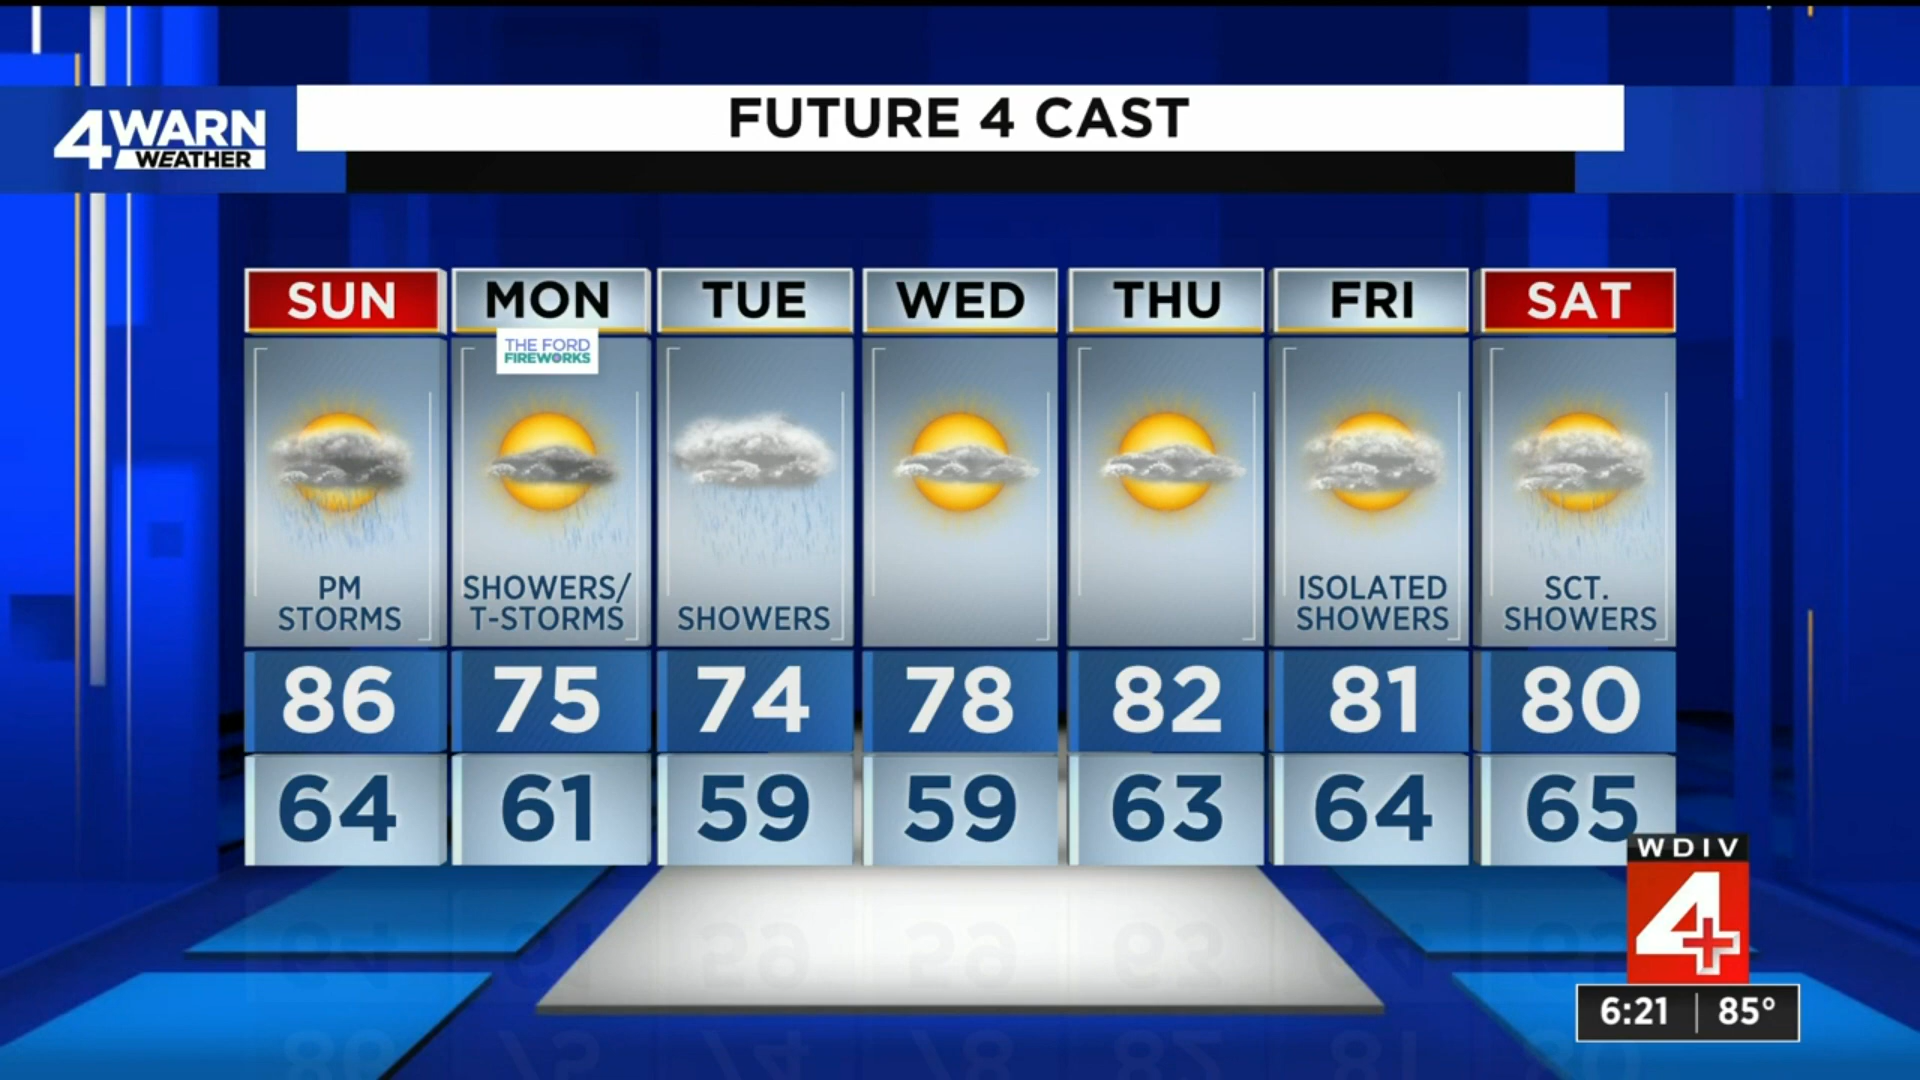 4WARN
WEATHER
FUTURE 4 CAST
SUN
MON
TUE
WED
THU
FRI
SAT
THE FORD
FIREWORKS
PM
STORMS
SHOWERS/
T-STORMS
SHOWERS
ISOLATED
SHOWERS
SCT.
SHOWERS
86
75
74
78
82
81
80
64
61
59
59
63
64
65
WDIV
4+
6:21
85°